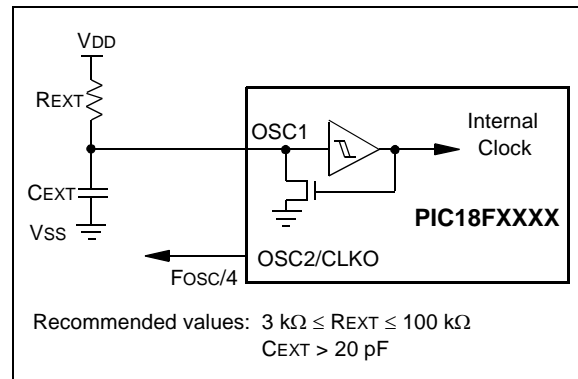 VDD
REXT
OSC1
Internal
Clock
CEXT
PIC18FXXXX
VSS
OSC2/CLKO
FOSC/4
Recommended values: 3 kΩ ≤ REXT ≤ 100 kΩ
CEXT > 20 pF